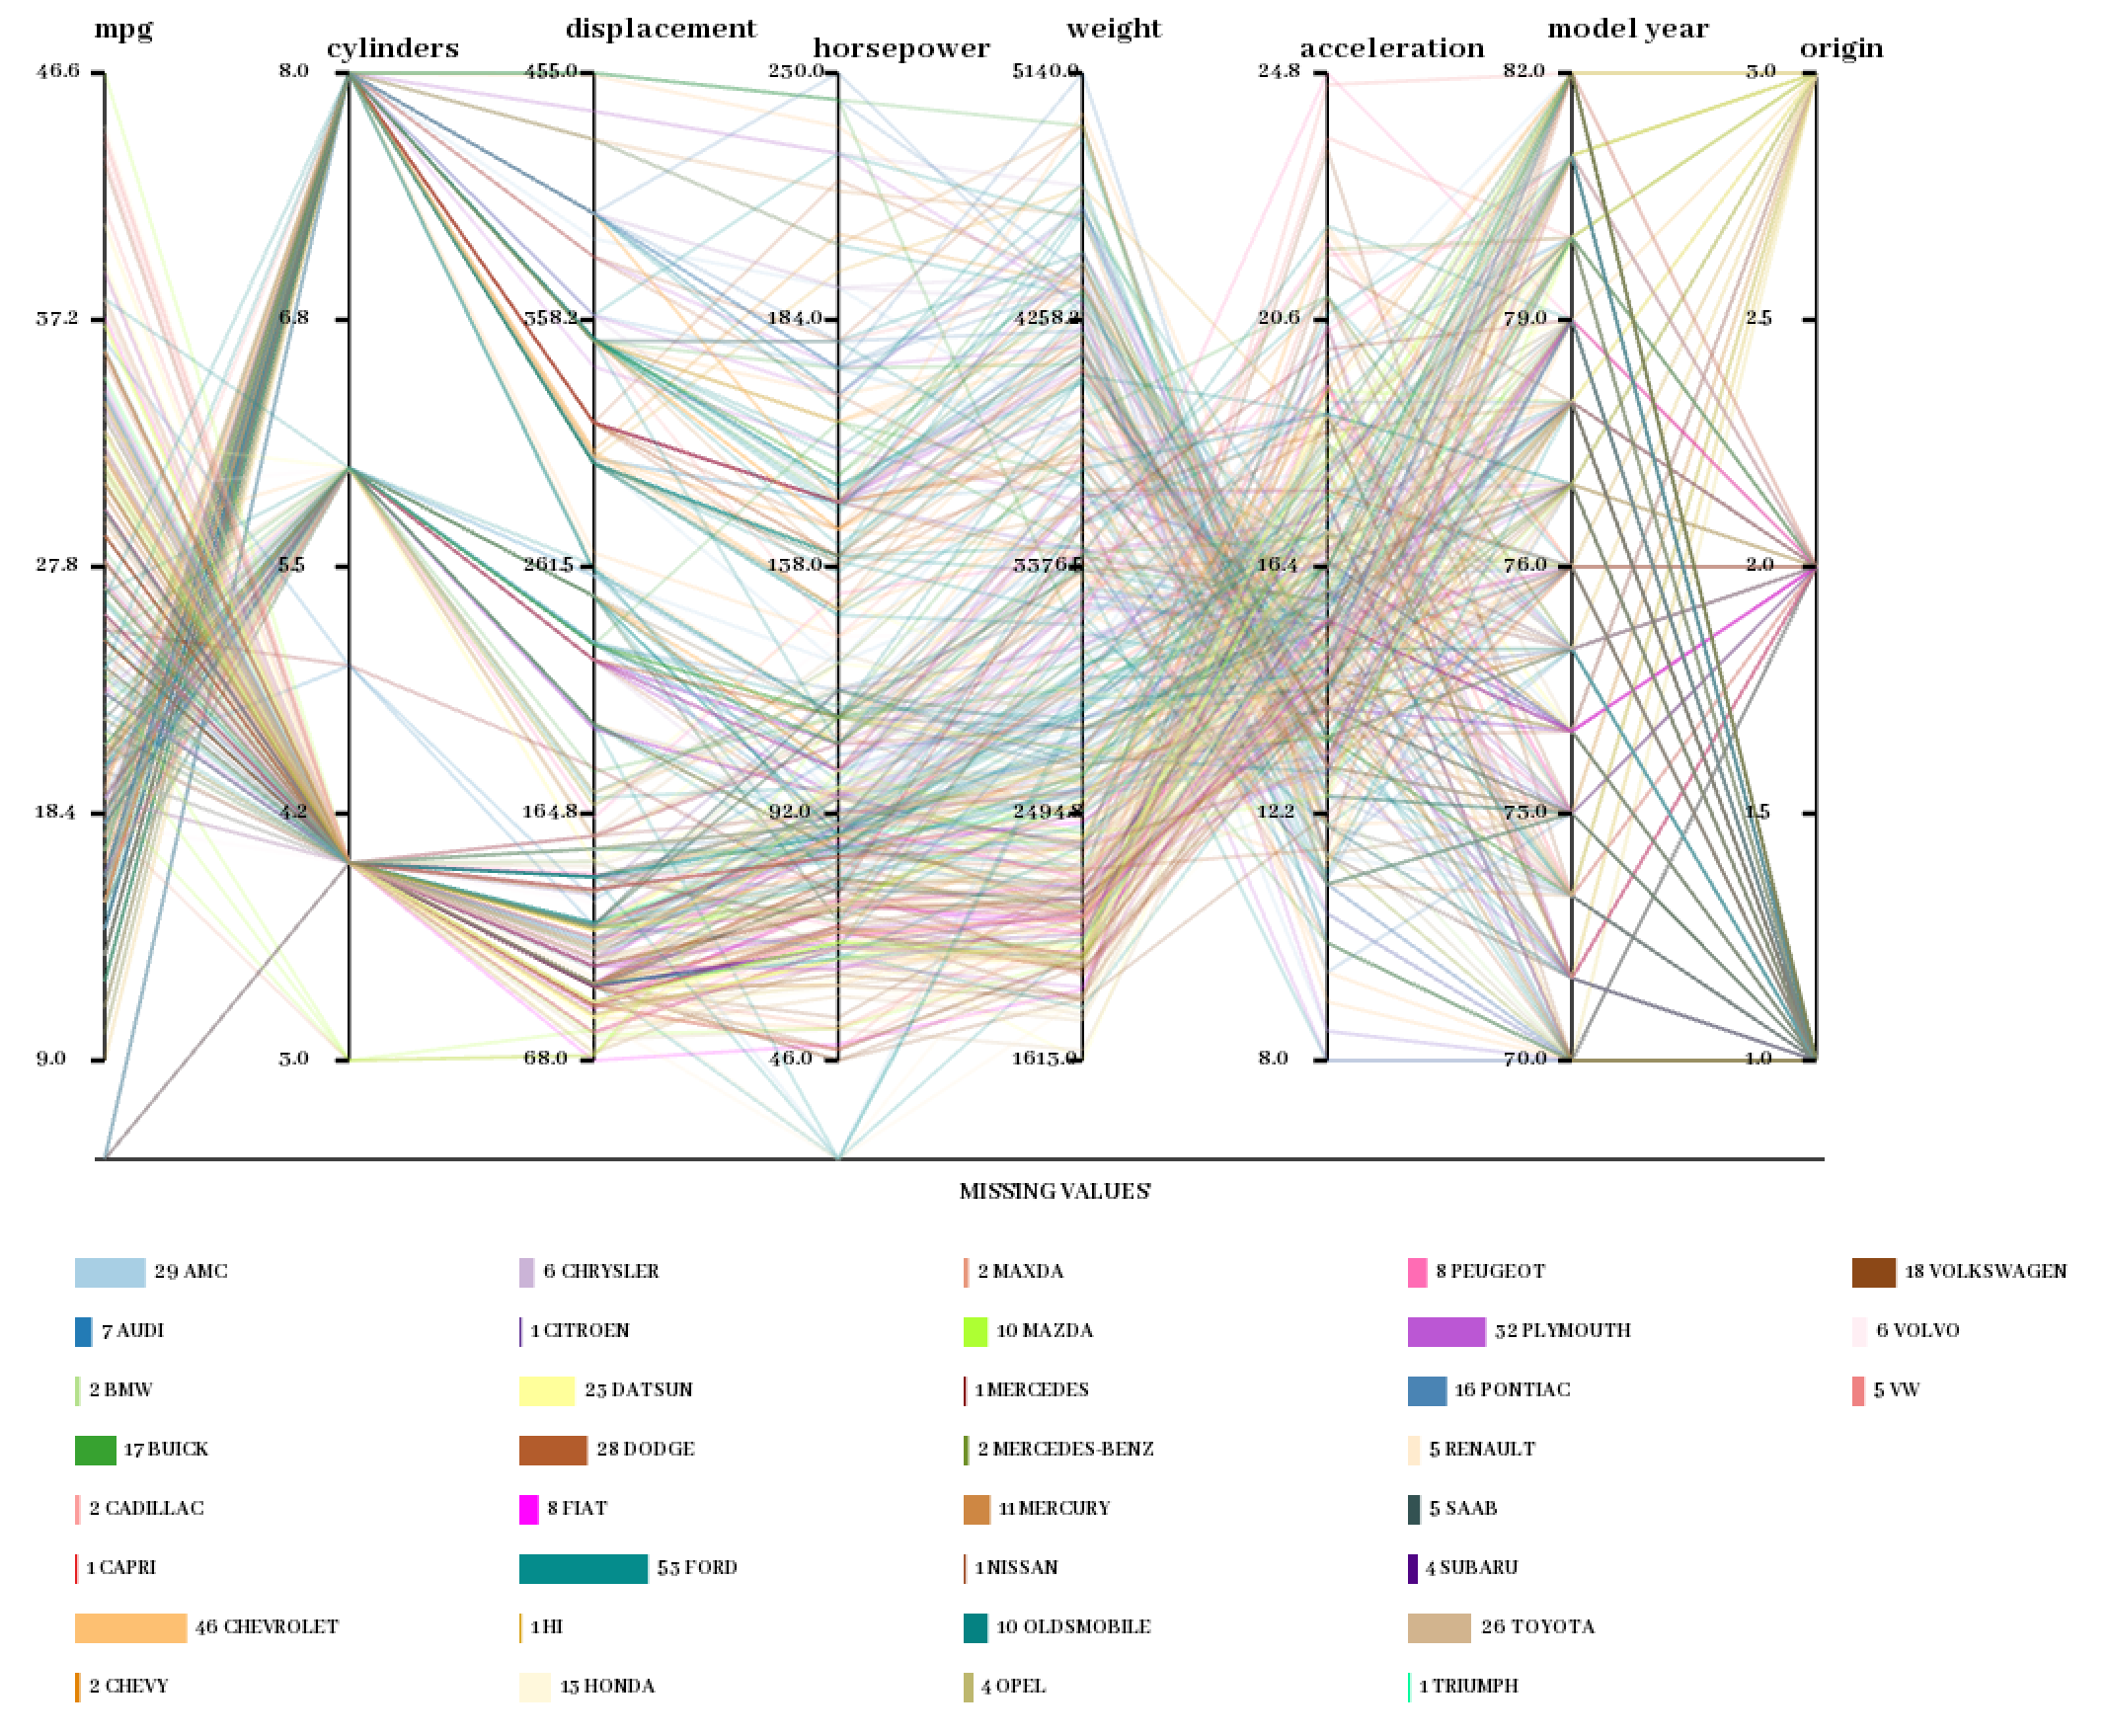 mpg
cylinders
displacement
horsepower
weight
acceleration
model year
origin
46.6
8.0
455.0
230.0
5140.0
24.8
82.0
3.0
37.2
6.8
358.2
184.0
4258.2
20.6
79.0
2.5
27.8
5.5
261.5
138.0
3376.5
16.4
76.0
2.0
18.4
4.2
164.8
92.0
2494.8
12.2
73.0
1.5
9.0
3.0
68.0
46.0
1613.0
8.0
70.0
1.0
MISSING VALUES
29 AMC
7 AUDI
2 BMW
17 BUICK
2 CADILLAC
1 CAPRI
46 CHEVROLET
2 CHEVY
6 CHRYSLER
1 CITROEN
23 DATSUN
28 DODGE
8 FIAT
53 FORD
1 HI
13 HONDA
2 MAXDA
10 MAZDA
1 MERCEDES
2 MERCEDES-BENZ
11 MERCURY
1 NISSAN
10 OLDSMOBILE
4 OPEL
8 PEUGEOT
32 PLYMOUTH
16 PONTIAC
5 RENAULT
5 SAAB
4 SUBARU
26 TOYOTA
1 TRIUMPH
18 VOLKSWAGEN
6 VOLVO
5 VW